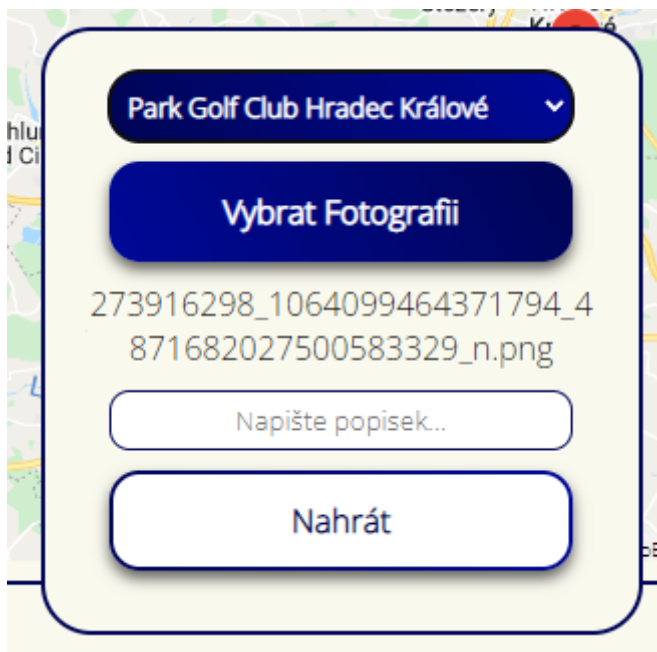 Park Golf Club Hradec Králové
Vybrat Fotografii
273916298_1064099464371794_4
871682027500583329_n.png
Napište popisek...
Nahrát